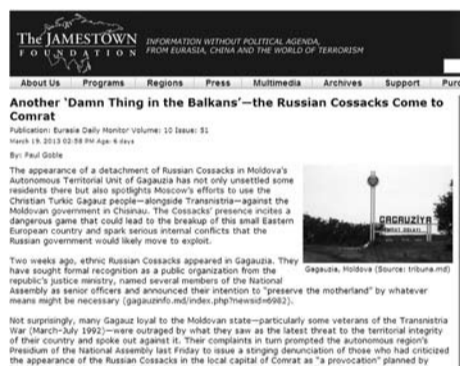 The JAMESTOWN
FOUNDATION
INFORMATION WITHOUT POLITICAL AGENDA,
FROM EURASIA, CHINA AND THE WORLD OF TERRORISM
About Us Programs Regions Press Multimedia Archives Support Purc
Another 'Damn Thing in the Balkans'—the Russian Cossacks Come to
Comrat
Publication: Eurasia Daily Monitor Volume: 10 Issue: 51
March 19, 2013 02:58 PM Age: 6 days
By: Paul Goble
The appearance of a detachment of Russian Cossacks in Moldova's
Autonomous Territorial Unit of Gagauzia has not only unsettled some
residents there but also spotlights Moscow's efforts to use the
Christian Turkic Gagauz people—alongside Transnistria—against the
Moldovan government in Chisinau. The Cossacks' presence incites a
dangerous game that could lead to the breakup of this small Eastern
European country and spark serious internal conflicts that the
Russian government would likely move to exploit.
GAGAUZİYA
Gagauzia, Moldova (Source: tribuna.md)
Two weeks ago, ethnic Russian Cossacks appeared in Gagauzia. They
have sought formal recognition as a public organization from the
republic's justice ministry, named several members of the National
Assembly as senior officers and announced their intention to "preserve the motherland" by whatever
means might be necessary (gagauzinfo.md/index.php?newsid=6982).
Not surprisingly, many Gagauz loyal to the Moldovan state—particularly some veterans of the Transnistria
War (March-July 1992)—were outraged by what they saw as the latest threat to the territorial integrity
of their country and spoke out against it. Their complaints in turn prompted the autonomous region's
Presidium of the National Assembly last Friday to issue a stinging denunciation of those who had criticized
the appearance of the Russian Cossacks in the local capital of Comrat as "a provocation" planned by